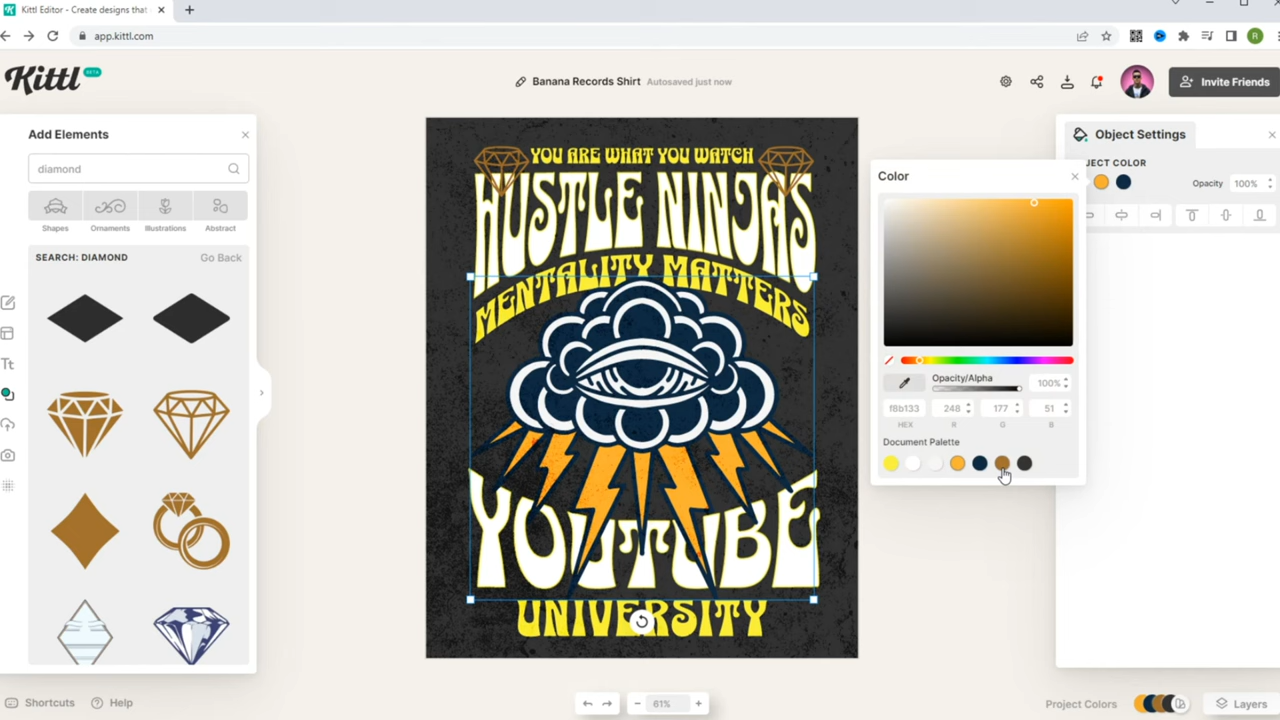 Kittl Editor - Create designs that
app.kittl.com
Kittl BETA
Banana Records Shirt Autosaved just now
Invite Friends
Add Elements
diamond
Shapes Ornaments Illustrations Abstract
SEARCH: DIAMOND Go Back
YOU ARE WHAT YOU WATCH
HUSTLE NINJAS
MENTALITY MATTERS
YOUTUBE
UNIVERSITY
Color
Opacity/Alpha
100%
f8b133 248 177 51
HEX R G B
Document Palette
Object Settings
JECT COLOR
Opacity 100%
Shortcuts Help
61%
Project Colors
Layers
R